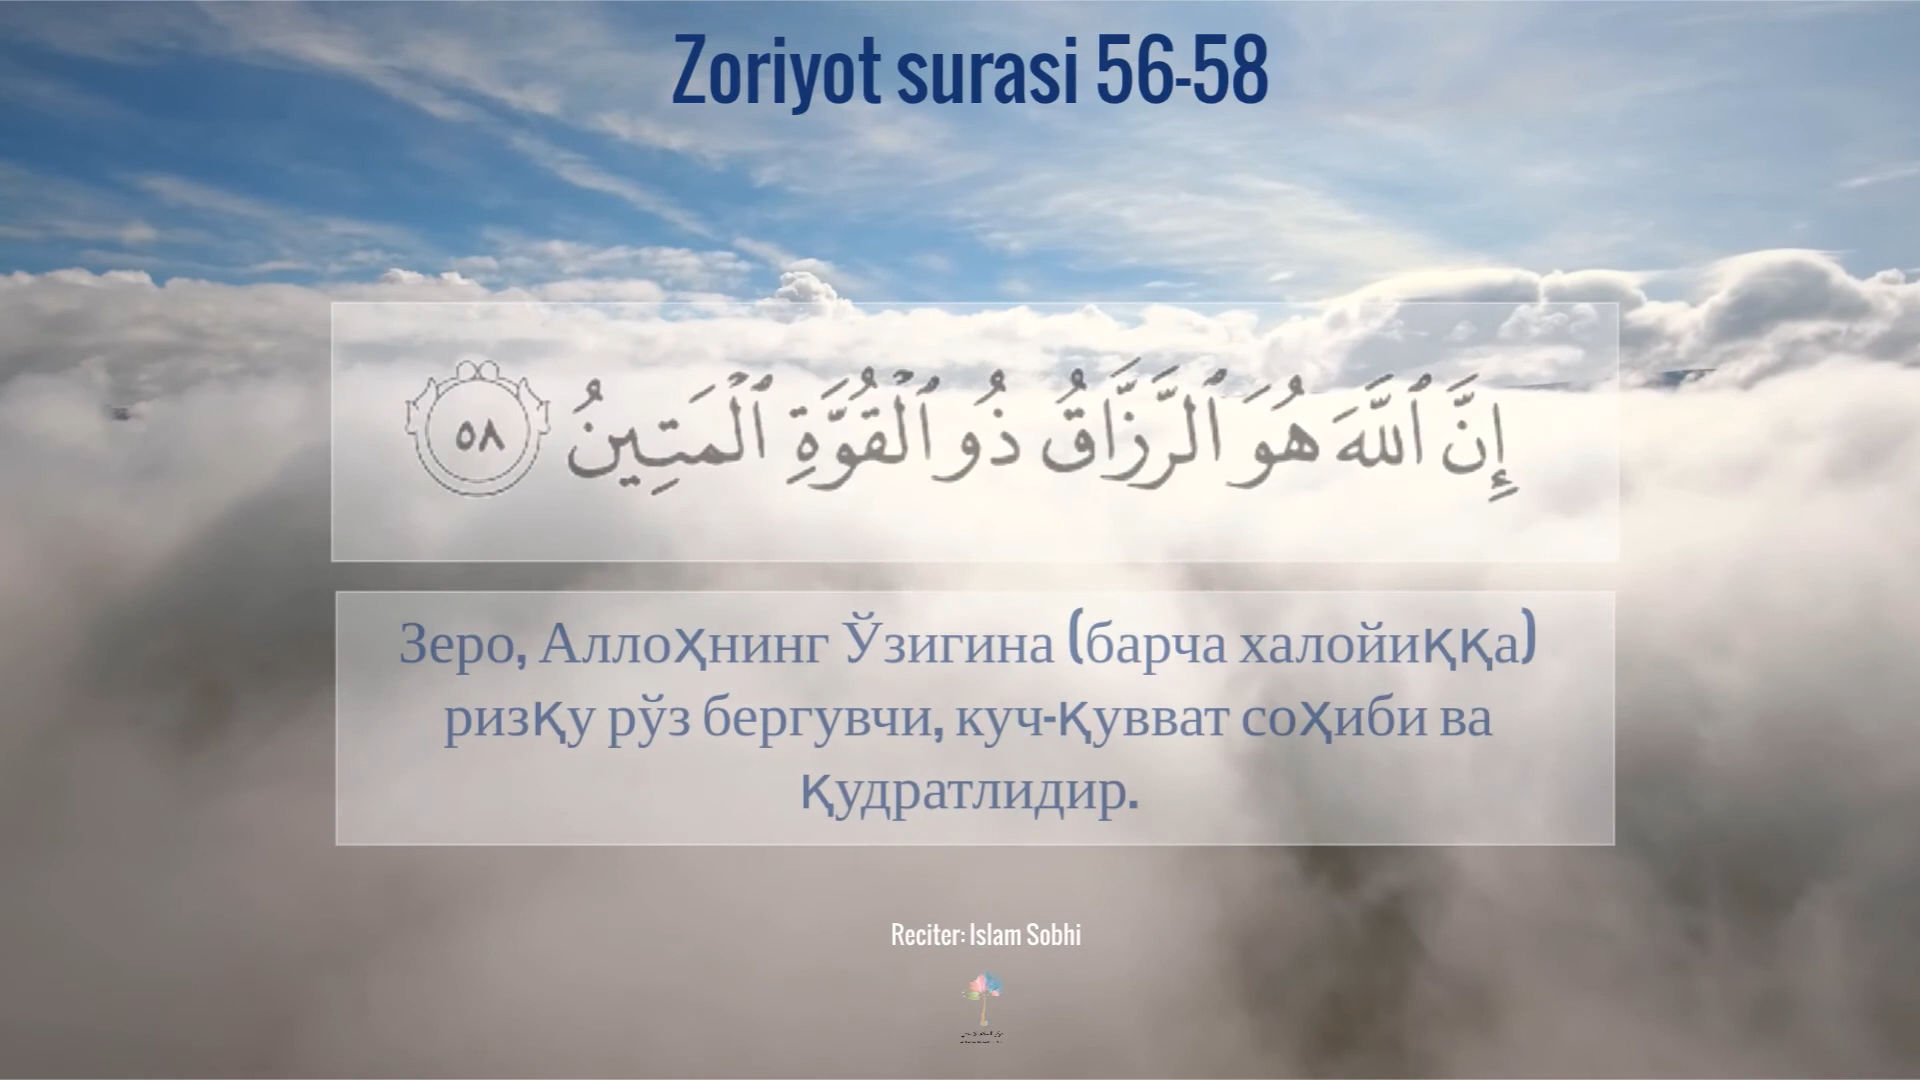 Zoriyot surasi 56-58
إِنَّ ٱللَّهَ هُوَ ٱلرَّزَّاقُ ذُو ٱلْقُوَّةِ ٱلْمَتِينُ ٥٨
Зеро, Аллоҳнинг Ўзигина (барча халойиққа)
ризқу рўз бергувчи, куч-қувват соҳиби ва
қудратлидир.
Reciter: Islam Sobhi